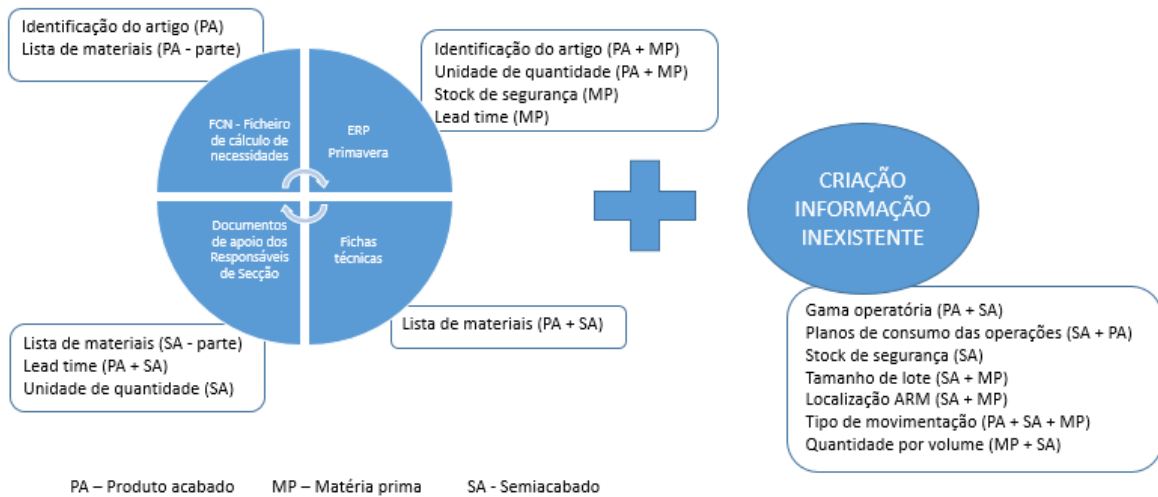 Identificação do artigo (PA)
Lista de materiais (PA - parte)
Identificação do artigo (PA + MP)
Unidade de quantidade (PA + MP)
Stock de segurança (MP)
Lead time (MP)
FCN - Ficheiro
de cálculo de
necessidades
ERP
Primavera
Documentos
de apoio dos
Responsáveis
de Secção
Fichas
técnicas
CRIAÇÃO
INFORMAÇÃO
INEXISTENTE
Lista de materiais (PA + SA)
Lista de materiais (SA - parte)
Lead time (PA + SA)
Unidade de quantidade (SA)
Gama operatória (PA + SA)
Planos de consumo das operações (SA + PA)
Stock de segurança (SA)
Tamanho de lote (SA + MP)
Localização ARM (SA + MP)
Tipo de movimentação (PA + SA + MP)
Quantidade por volume (MP + SA)
PA – Produto acabado MP – Matéria prima SA - Semiacabado